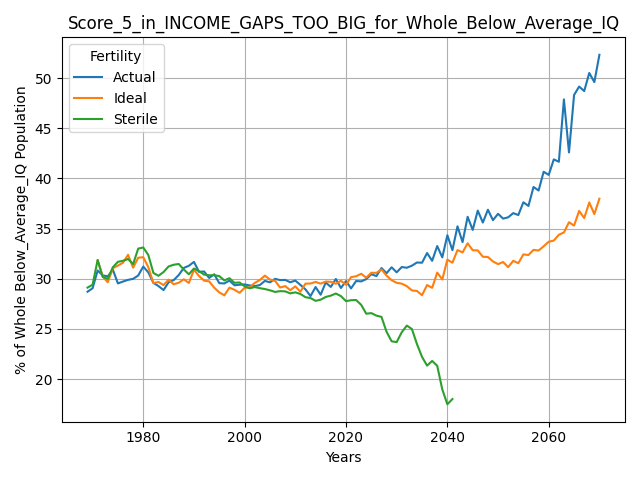 Score_5_in_INCOME_GAPS_TOO_BIG_for_Whole_Below_Average_IQ
Fertility
Actual
Ideal
Sterile
% of Whole Below_Average_IQ Population
50
45
40
35
30
25
20
1980
2000
2020
2040
2060
Years